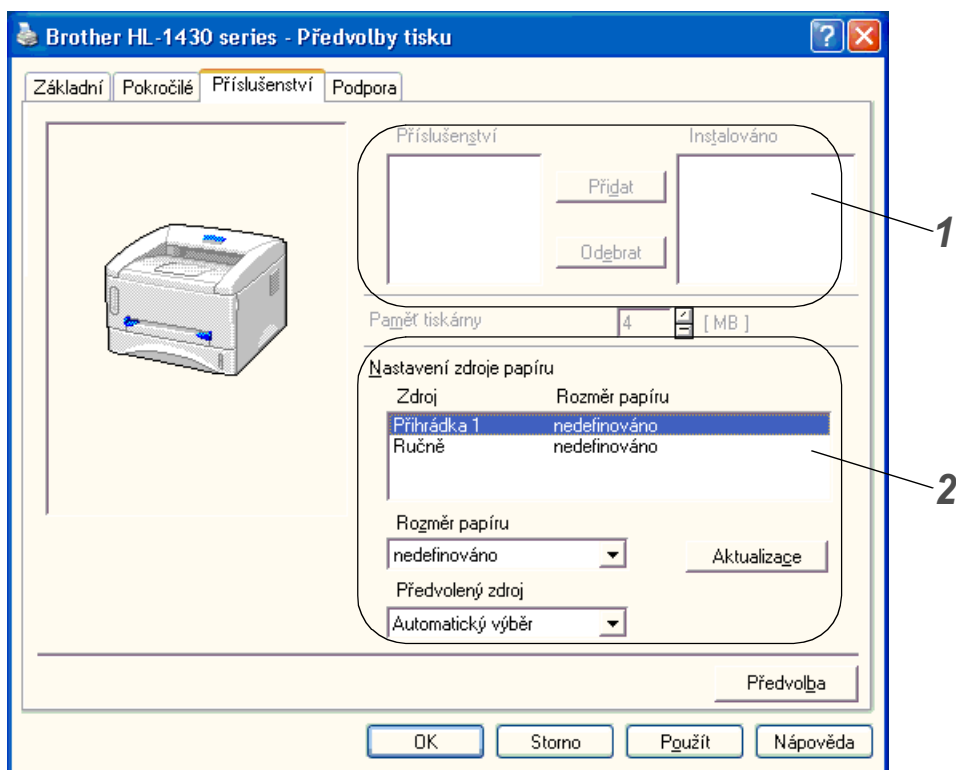 Brother HL-1430 series - Předvolby tisku
Základní Pokročilé Příslušenství Podpora
Příslušenství Instalováno
Přidat
1
Odebrat
Paměť tiskárny 4 [ MB ]
Nastavení zdroje papíru
Zdroj Rozměr papíru
Přihrádka 1 nedefinováno
Ručně nedefinováno
2
Rozměr papíru
nedefinováno Aktualizace
Předvolený zdroj
Automatický výběr
Předvolba
OK Storno Použít Nápověda